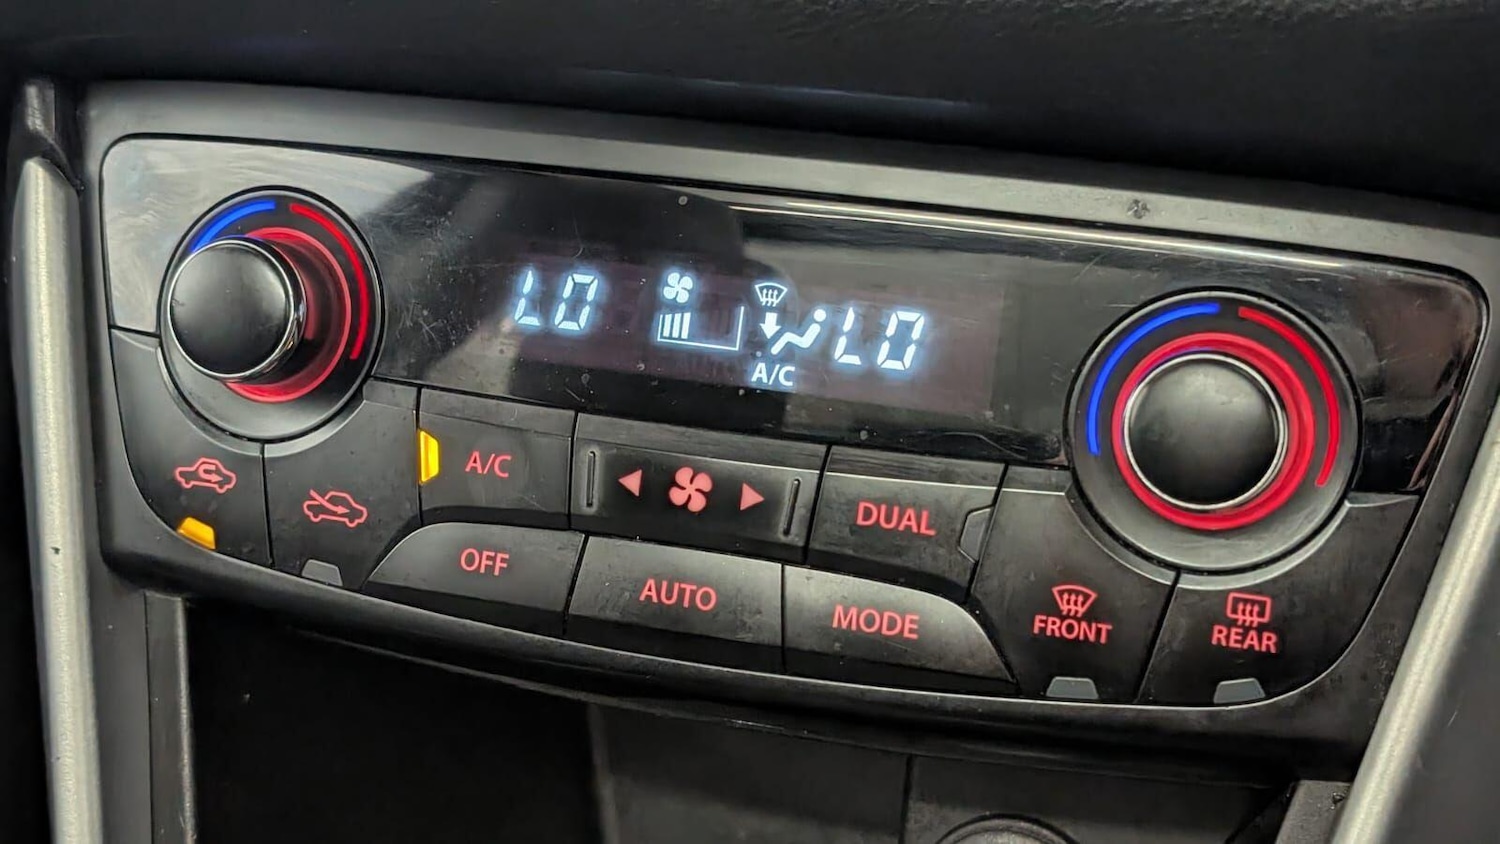 LO LO
A/C
A/C
DUAL
OFF
AUTO
MODE
FRONT
REAR